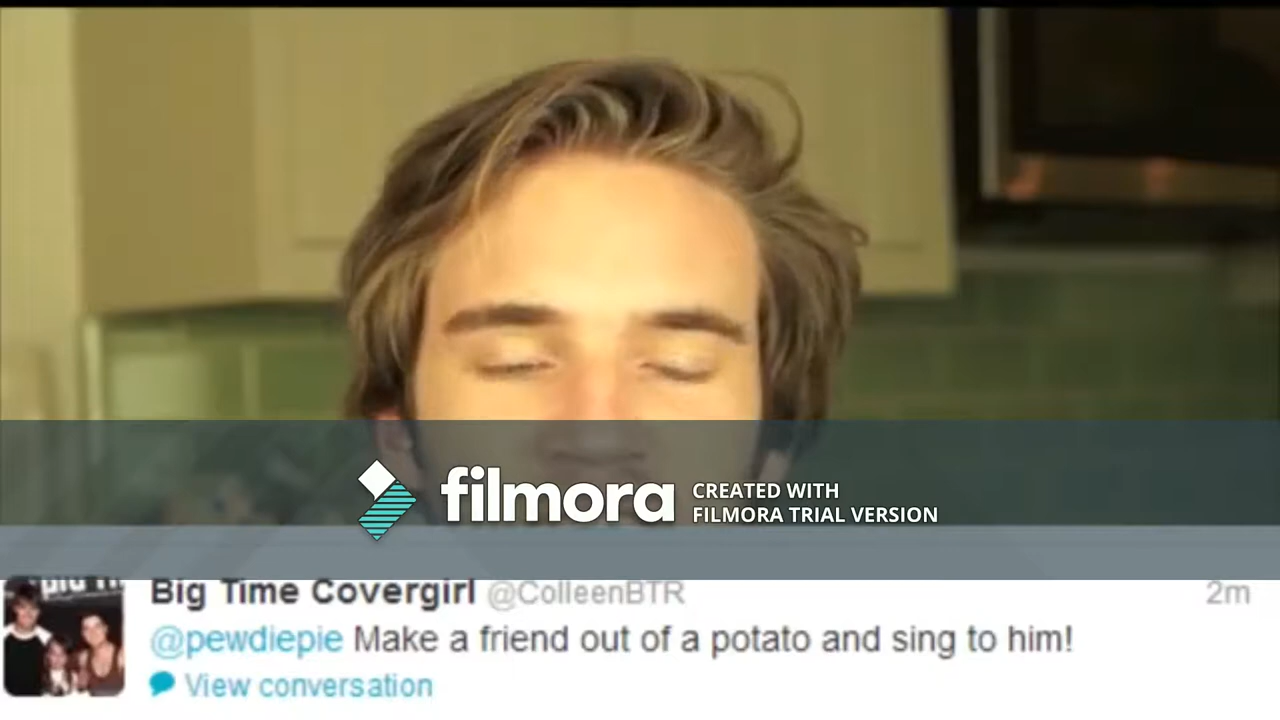 filmora
CREATED WITH
FILMORA TRIAL VERSION
Big Time Covergirl @ColleenBTR 2m
@pewdiepie Make a friend out of a potato and sing to him!
View conversation